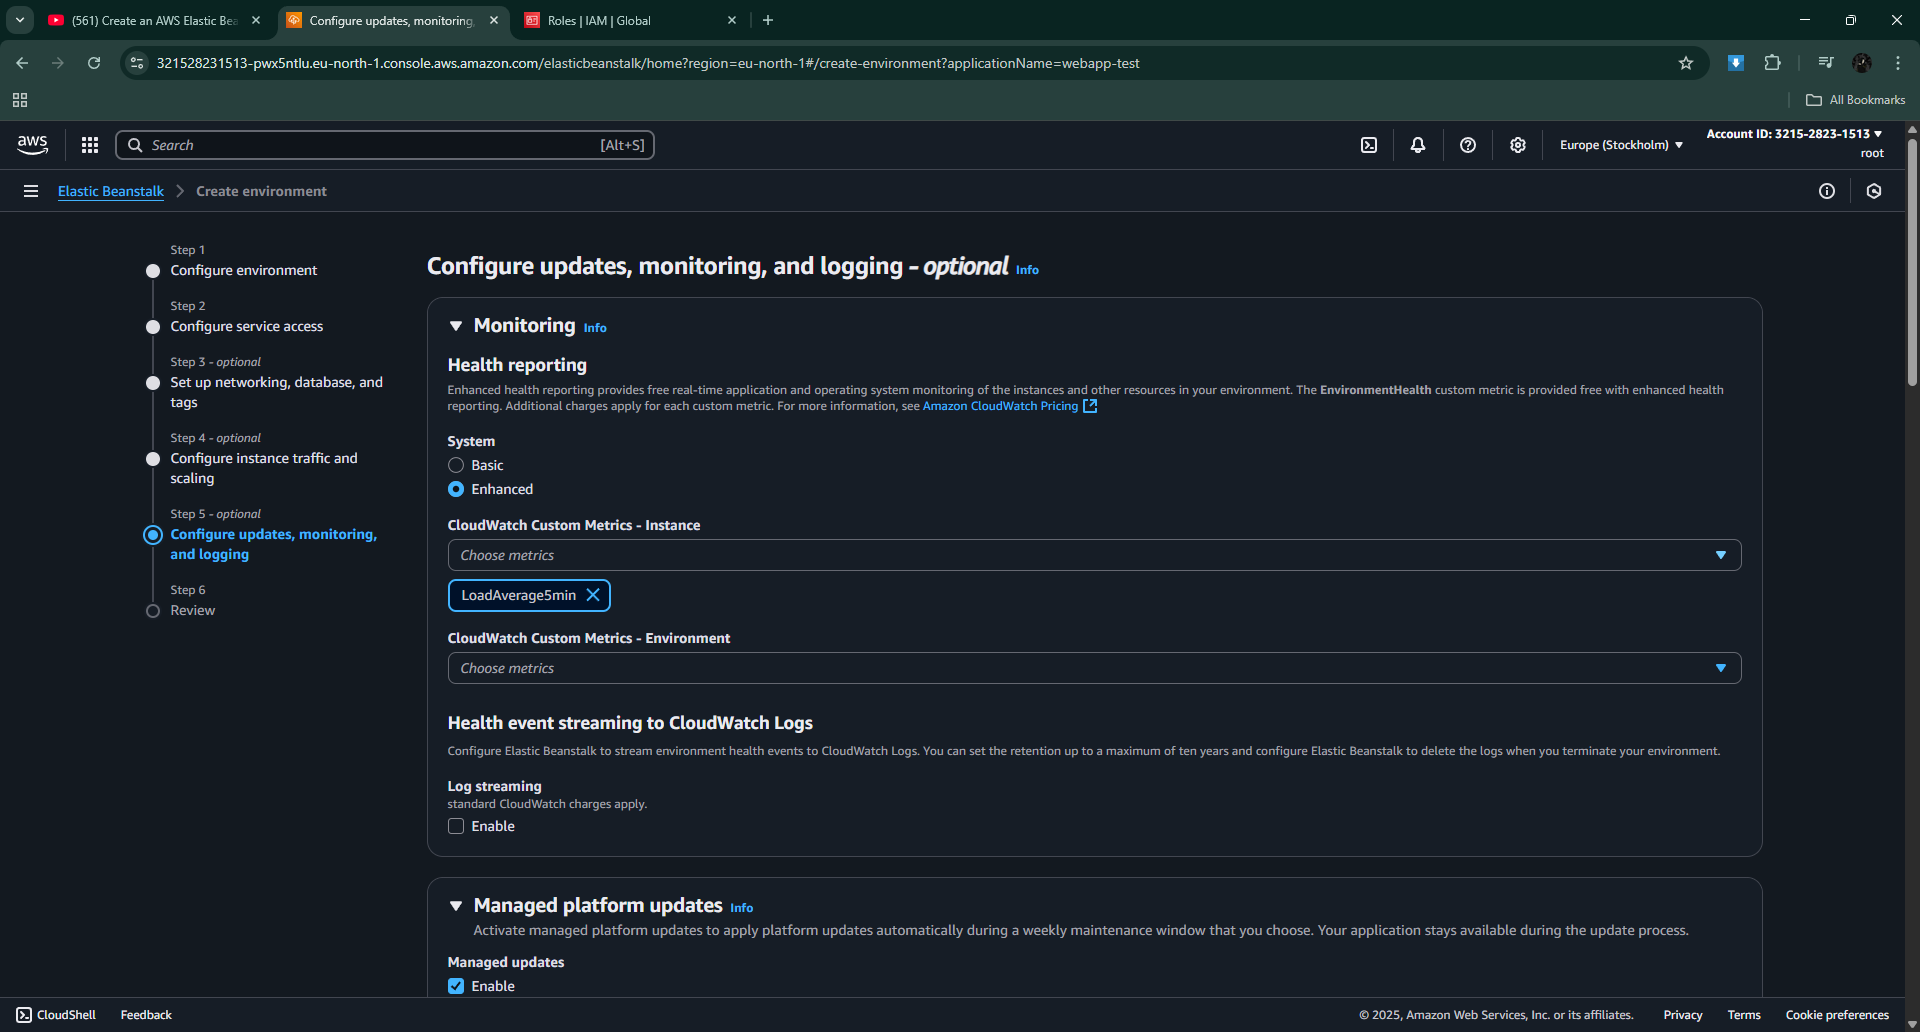 (561) Create an AWS Elastic Bea
Configure updates, monitoring,
Roles | IAM | Global
321528231513-pwx5ntlu.eu-north-1.console.aws.amazon.com/elasticbeanstalk/home?region=eu-north-1#/create-environment?applicationName=webapp-test
All Bookmarks
aws
Search
[Alt+S]
Europe (Stockholm)
Account ID: 3215-2823-1513
root
Elastic Beanstalk
Create environment
Step 1
Configure environment
Step 2
Configure service access
Step 3 - optional
Set up networking, database, and
tags
Step 4 - optional
Configure instance traffic and
scaling
Step 5 - optional
Configure updates, monitoring,
and logging
Step 6
Review
Configure updates, monitoring, and logging - optional Info
Monitoring Info
Health reporting
Enhanced health reporting provides free real-time application and operating system monitoring of the instances and other resources in your environment. The EnvironmentHealth custom metric is provided free with enhanced health
reporting. Additional charges apply for each custom metric. For more information, see Amazon CloudWatch Pricing
System
Basic
Enhanced
CloudWatch Custom Metrics - Instance
Choose metrics
LoadAverage5min
CloudWatch Custom Metrics - Environment
Choose metrics
Health event streaming to CloudWatch Logs
Configure Elastic Beanstalk to stream environment health events to CloudWatch Logs. You can set the retention up to a maximum of ten years and configure Elastic Beanstalk to delete the logs when you terminate your environment.
Log streaming
standard CloudWatch charges apply.
Enable
Managed platform updates Info
Activate managed platform updates to apply platform updates automatically during a weekly maintenance window that you choose. Your application stays available during the update process.
Managed updates
Enable
CloudShell
Feedback
© 2025, Amazon Web Services, Inc. or its affiliates.
Privacy
Terms
Cookie preferences